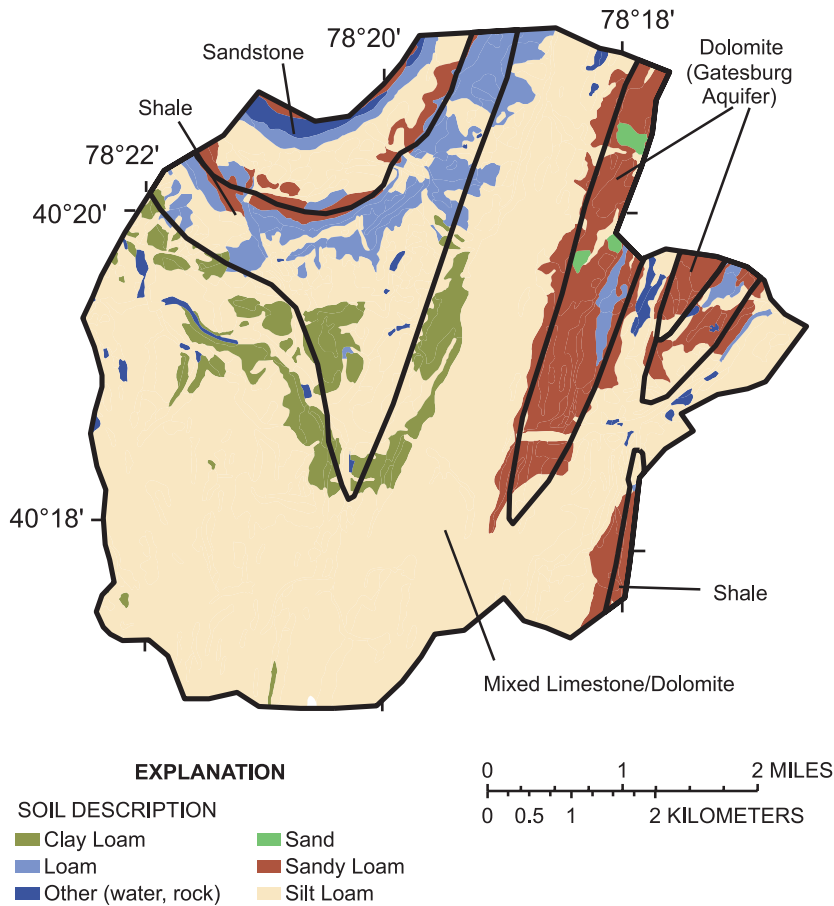 78°18'
78°20'
Dolomite
(Gatesburg
Aquifer)
Sandstone
Shale
78°22'
40°20'
40°18'
Shale
Mixed Limestone/Dolomite
EXPLANATION
SOIL DESCRIPTION
Clay Loam
Loam
Other (water, rock)
Sand
Sandy Loam
Silt Loam
0 1 2 MILES
0 0.5 1 2 KILOMETERS